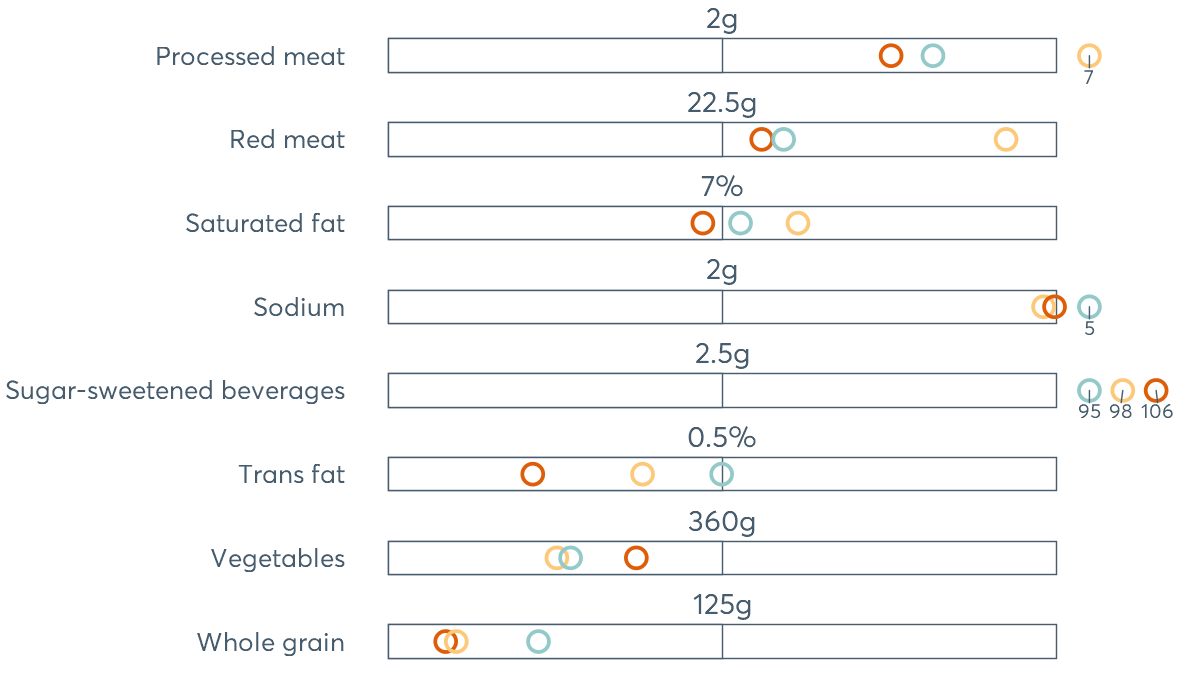 2g
Processed meat
7
22.5g
Red meat
7%
Saturated fat
2g
Sodium
5
2.5g
Sugar-sweetened beverages
95 98 106
0.5%
Trans fat
360g
Vegetables
125g
Whole grain